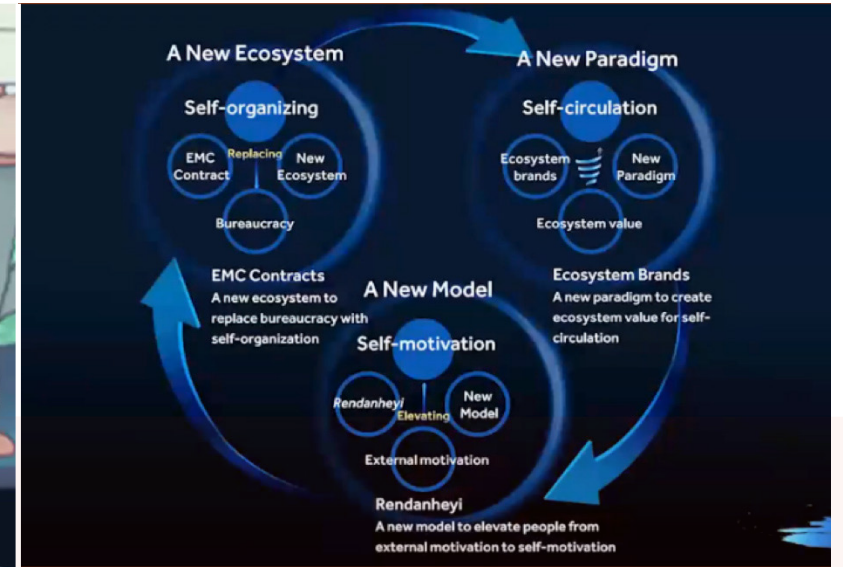 A New Ecosystem
Self-organizing
EMC
Contract
Replacing
New
Ecosystem
Bureaucracy
EMC Contracts
A new ecosystem to
replace bureaucracy with
self-organization
A New Paradigm
Self-circulation
Ecosystem
brands
New
Paradigm
Ecosystem value
Ecosystem Brands
A new paradigm to create
ecosystem value for self-
circulation
A New Model
Self-motivation
Rendanheyi
Elevating
New
Model
External motivation
Rendanheyi
A new model to elevate people from
external motivation to self-motivation